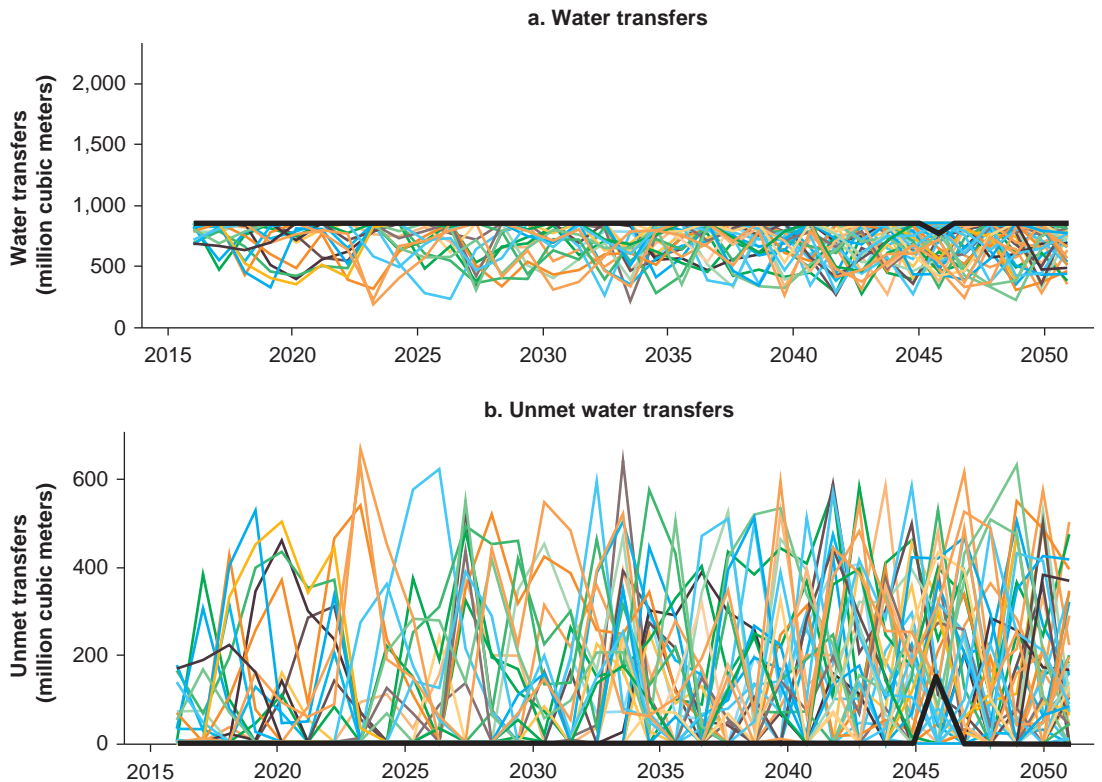 a. Water transfers
Water transfers
(million cubic meters)
2,000
1,500
1,000
500
0
2015 2020 2025 2030 2035 2040 2045 2050
b. Unmet water transfers
Unmet transfers
(million cubic meters)
600
400
200
0
2015 2020 2025 2030 2035 2040 2045 2050